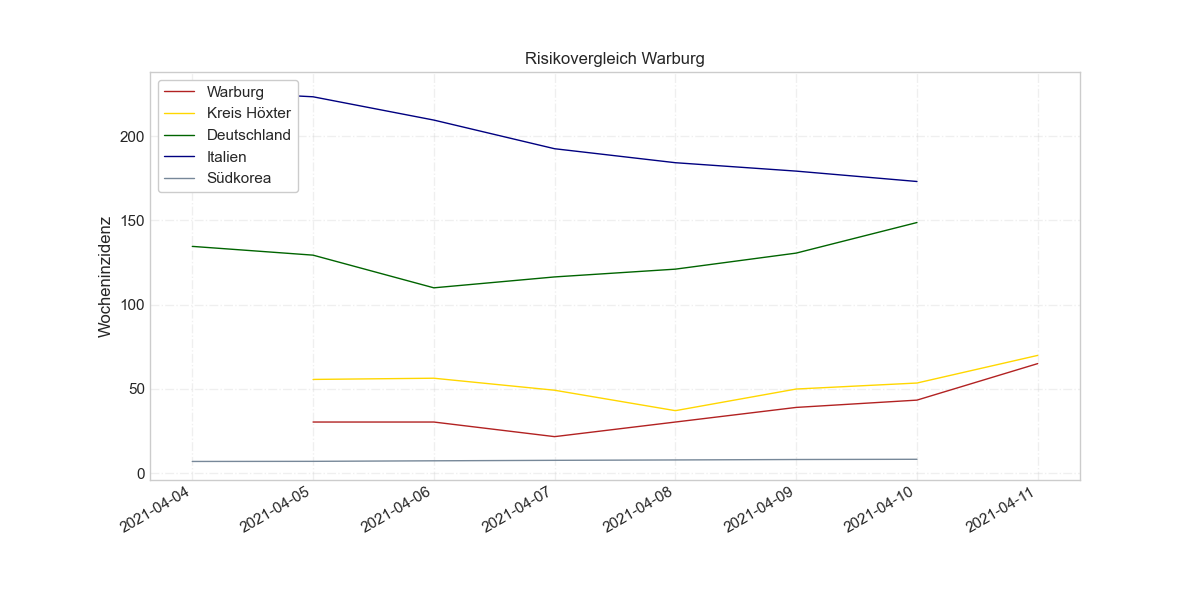 Risikovergleich Warburg
Warburg
Kreis Höxter
Deutschland
Italien
Südkorea
Wocheninzidenz
200
150
100
50
0
2021-04-04
2021-04-05
2021-04-06
2021-04-07
2021-04-08
2021-04-09
2021-04-10
2021-04-11